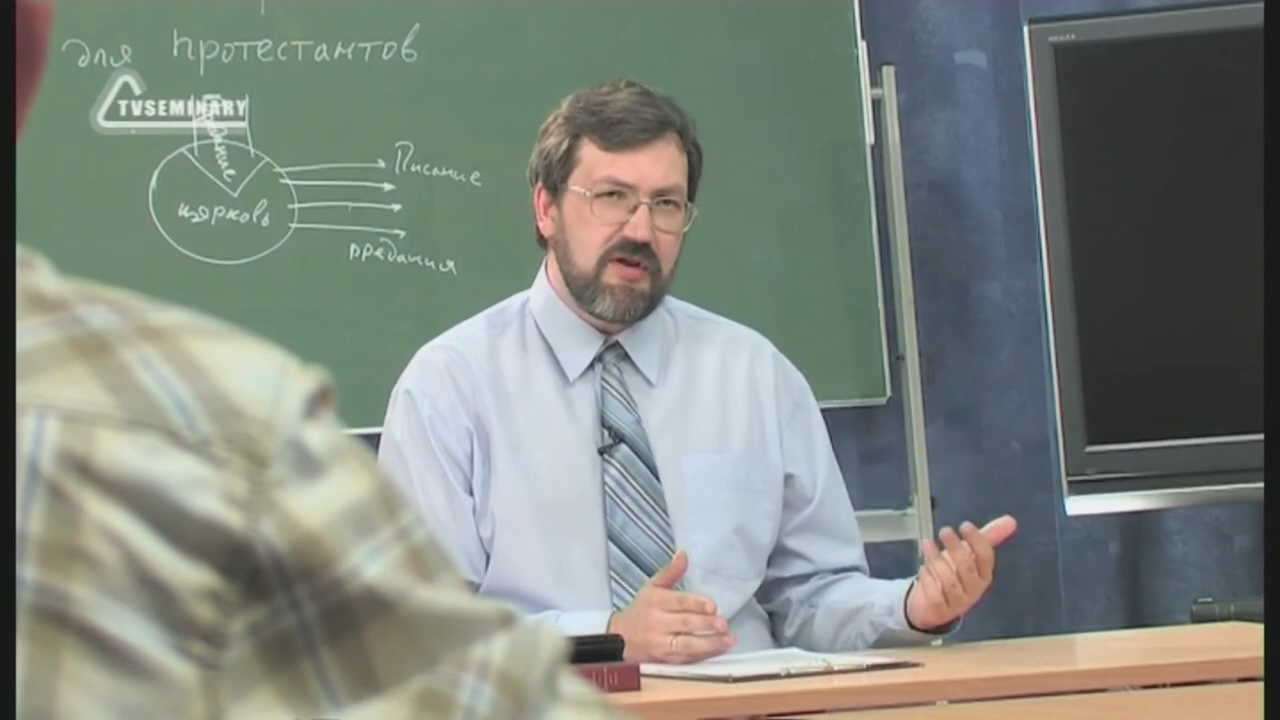 для протестантов
TVSEMINARY
Писание
церковь
предания